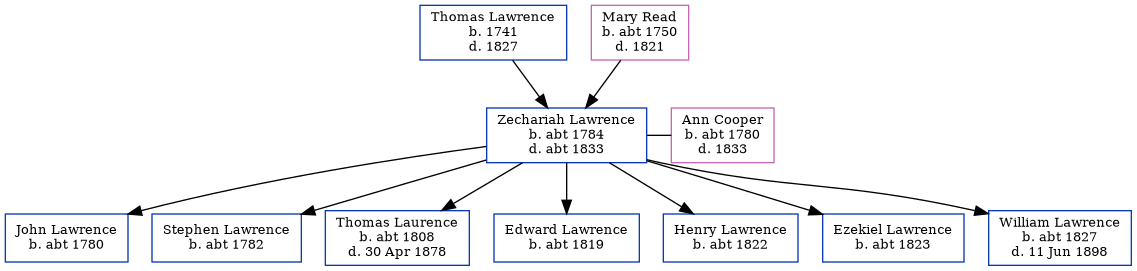 Thomas Lawrence
b. 1741
d. 1827
Mary Read
b. abt 1750
d. 1821
Zechariah Lawrence
b. abt 1784
d. abt 1833
Ann Cooper
b. abt 1780
d. 1833
John Lawrence
b. abt 1780
Stephen Lawrence
b. abt 1782
Thomas Laurence
b. abt 1808
d. 30 Apr 1878
Edward Lawrence
b. abt 1819
Henry Lawrence
b. abt 1822
Ezekiel Lawrence
b. abt 1823
William Lawrence
b. abt 1827
d. 11 Jun 1898